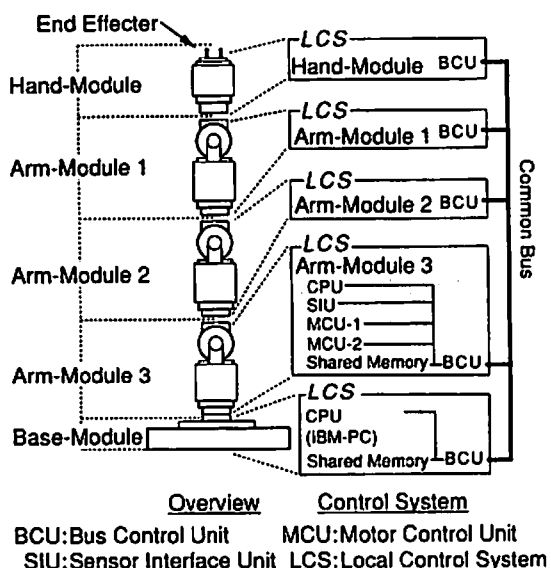 End Effecter
Hand-Module
Arm-Module 1
Arm-Module 2
Arm-Module 3
Base-Module
LCS
Hand-Module BCU
LCS
Arm-Module 1 BCU
LCS
Arm-Module 2 BCU
LCS
Arm-Module 3
CPU
SIU
MCU-1
MCU-2
Shared Memory BCU
LCS
CPU
(IBM-PC)
Shared Memory BCU
Common Bus
Overview Control System
BCU:Bus Control Unit MCU:Motor Control Unit
SIU:Sensor Interface Unit LCS:Local Control System